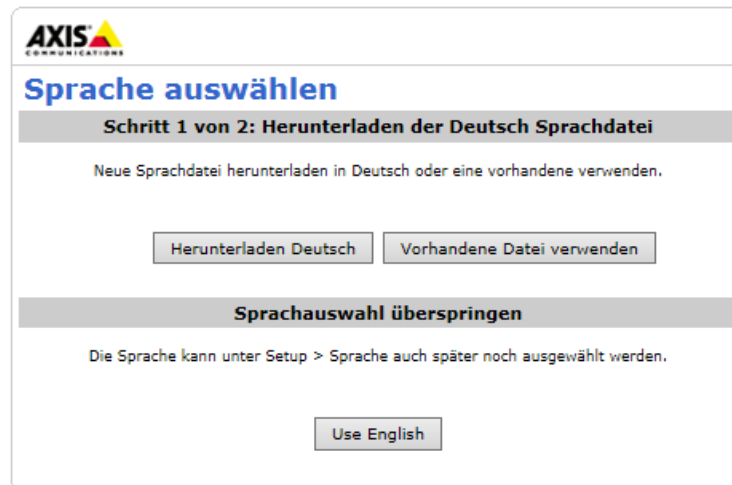 AXIS
COMMUNICATIONS
Sprache auswählen
Schritt 1 von 2: Herunterladen der Deutsch Sprachdatei
Neue Sprachdatei herunterladen in Deutsch oder eine vorhandene verwenden.
Herunterladen Deutsch Vorhandene Datei verwenden
Sprachauswahl überspringen
Die Sprache kann unter Setup > Sprache auch später noch ausgewählt werden.
Use English